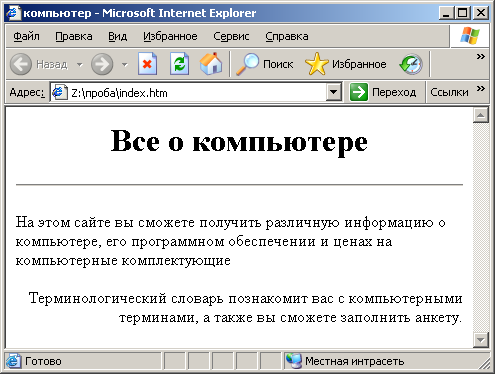 компьютер - Microsoft Internet Explorer
Файл Правка Вид Избранное Сервис Справка
Назад Поиск Избранное »
Адрес: Z:\проба\index.htm Переход Ссылки »
Все о компьютере
На этом сайте вы сможете получить различную информацию о
компьютере, его программном обеспечении и ценах на
компьютерные комплектующие
Терминологический словарь познакомит вас с компьютерными
терминами, а также вы сможете заполнить анкету.
Готово Местная интрасеть